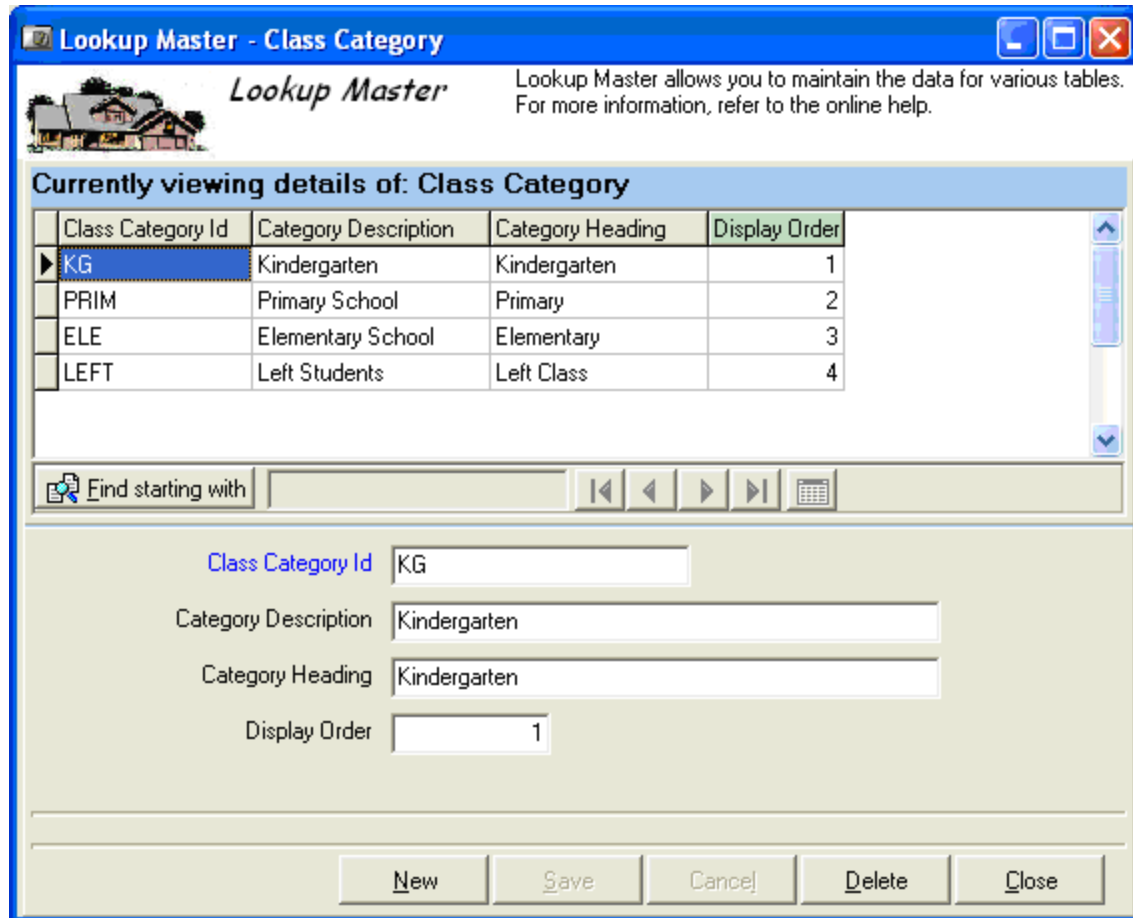 Lookup Master - Class Category
Lookup Master
Lookup Master allows you to maintain the data for various tables.
For more information, refer to the online help.
Currently viewing details of: Class Category
Class Category Id Category Description Category Heading Display Order
KG Kindergarten Kindergarten 1
PRIM Primary School Primary 2
ELE Elementary School Elementary 3
LEFT Left Students Left Class 4
Find starting with
Class Category Id KG
Category Description Kindergarten
Category Heading Kindergarten
Display Order 1
New Save Cancel Delete Close